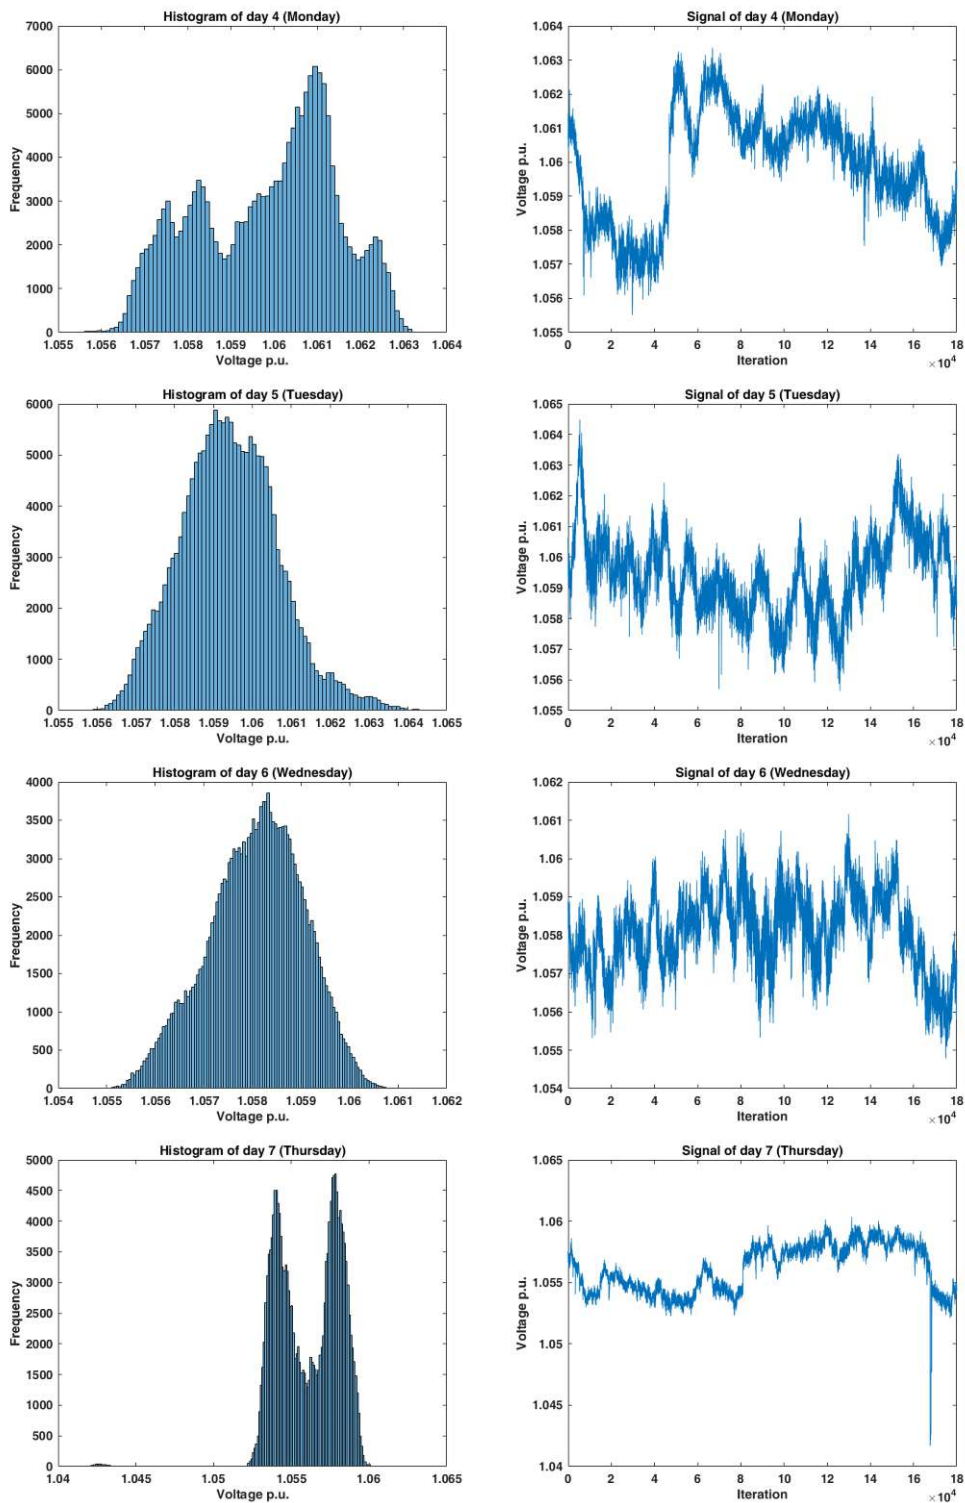 Histogram of day 4 (Monday)
7000
6000
5000
4000
3000
2000
1000
0
Frequency
1.055 1.056 1.057 1.058 1.059 1.06 1.061 1.062 1.063 1.064
Voltage p.u.
Signal of day 4 (Monday)
1.064
1.063
1.062
1.061
1.06
1.059
1.058
1.057
1.056
1.055
Voltage p.u.
0 2 4 6 8 10 12 14 16 18
Iteration
×10⁴
Histogram of day 5 (Tuesday)
6000
5000
4000
3000
2000
1000
0
Frequency
1.055 1.056 1.057 1.058 1.059 1.06 1.061 1.062 1.063 1.064 1.065
Voltage p.u.
Signal of day 5 (Tuesday)
1.065
1.064
1.063
1.062
1.061
1.06
1.059
1.058
1.057
1.056
1.055
Voltage p.u.
0 2 4 6 8 10 12 14 16 18
Iteration
×10⁴
Histogram of day 6 (Wednesday)
4000
3500
3000
2500
2000
1500
1000
500
0
Frequency
1.054 1.055 1.056 1.057 1.058 1.059 1.06 1.061 1.062
Voltage p.u.
Signal of day 6 (Wednesday)
1.062
1.061
1.06
1.059
1.058
1.057
1.056
1.055
1.054
Voltage p.u.
0 2 4 6 8 10 12 14 16 18
Iteration
×10⁴
Histogram of day 7 (Thursday)
5000
4500
4000
3500
3000
2500
2000
1500
1000
500
0
Frequency
1.04 1.045 1.05 1.055 1.06 1.065
Voltage p.u.
Signal of day 7 (Thursday)
1.065
1.06
1.055
1.05
1.045
1.04
Voltage p.u.
0 2 4 6 8 10 12 14 16 18
Iteration
×10⁴